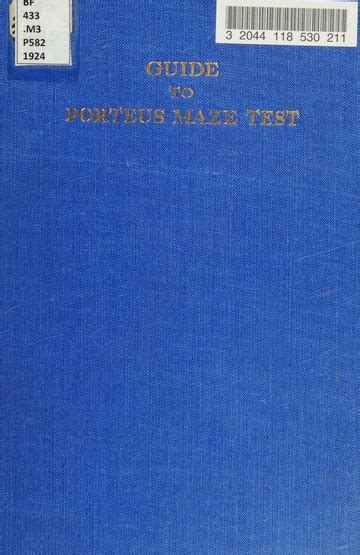 BF
433
.M3
P582
1924
3 2044 118 530 211
GUIDE
TO
PORTEUS MAZE TEST